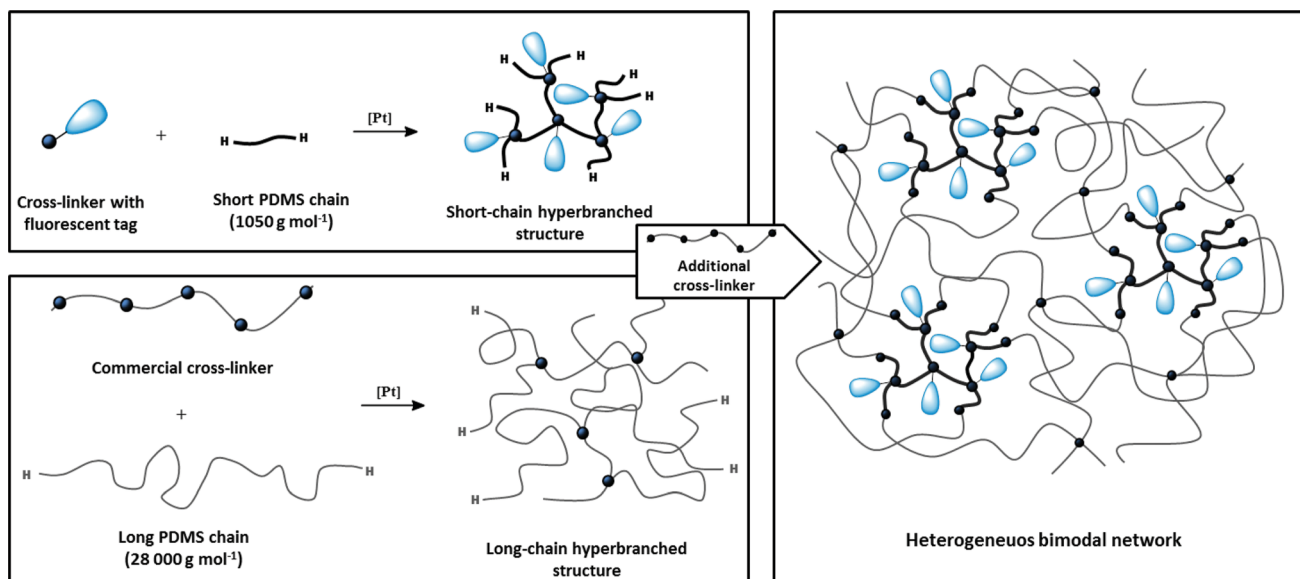 Cross-linker with
fluorescent tag
+
H
H
Short PDMS chain
(1050 g mol⁻¹)
[Pt]
H
H
H
H
H
H
H
H
Short-chain hyperbranched
structure
Commercial cross-linker
+
H
H
Long PDMS chain
(28 000 g mol⁻¹)
[Pt]
H
H
H
H
H
Long-chain hyperbranched
structure
Additional
cross-linker
Heterogeneuos bimodal network